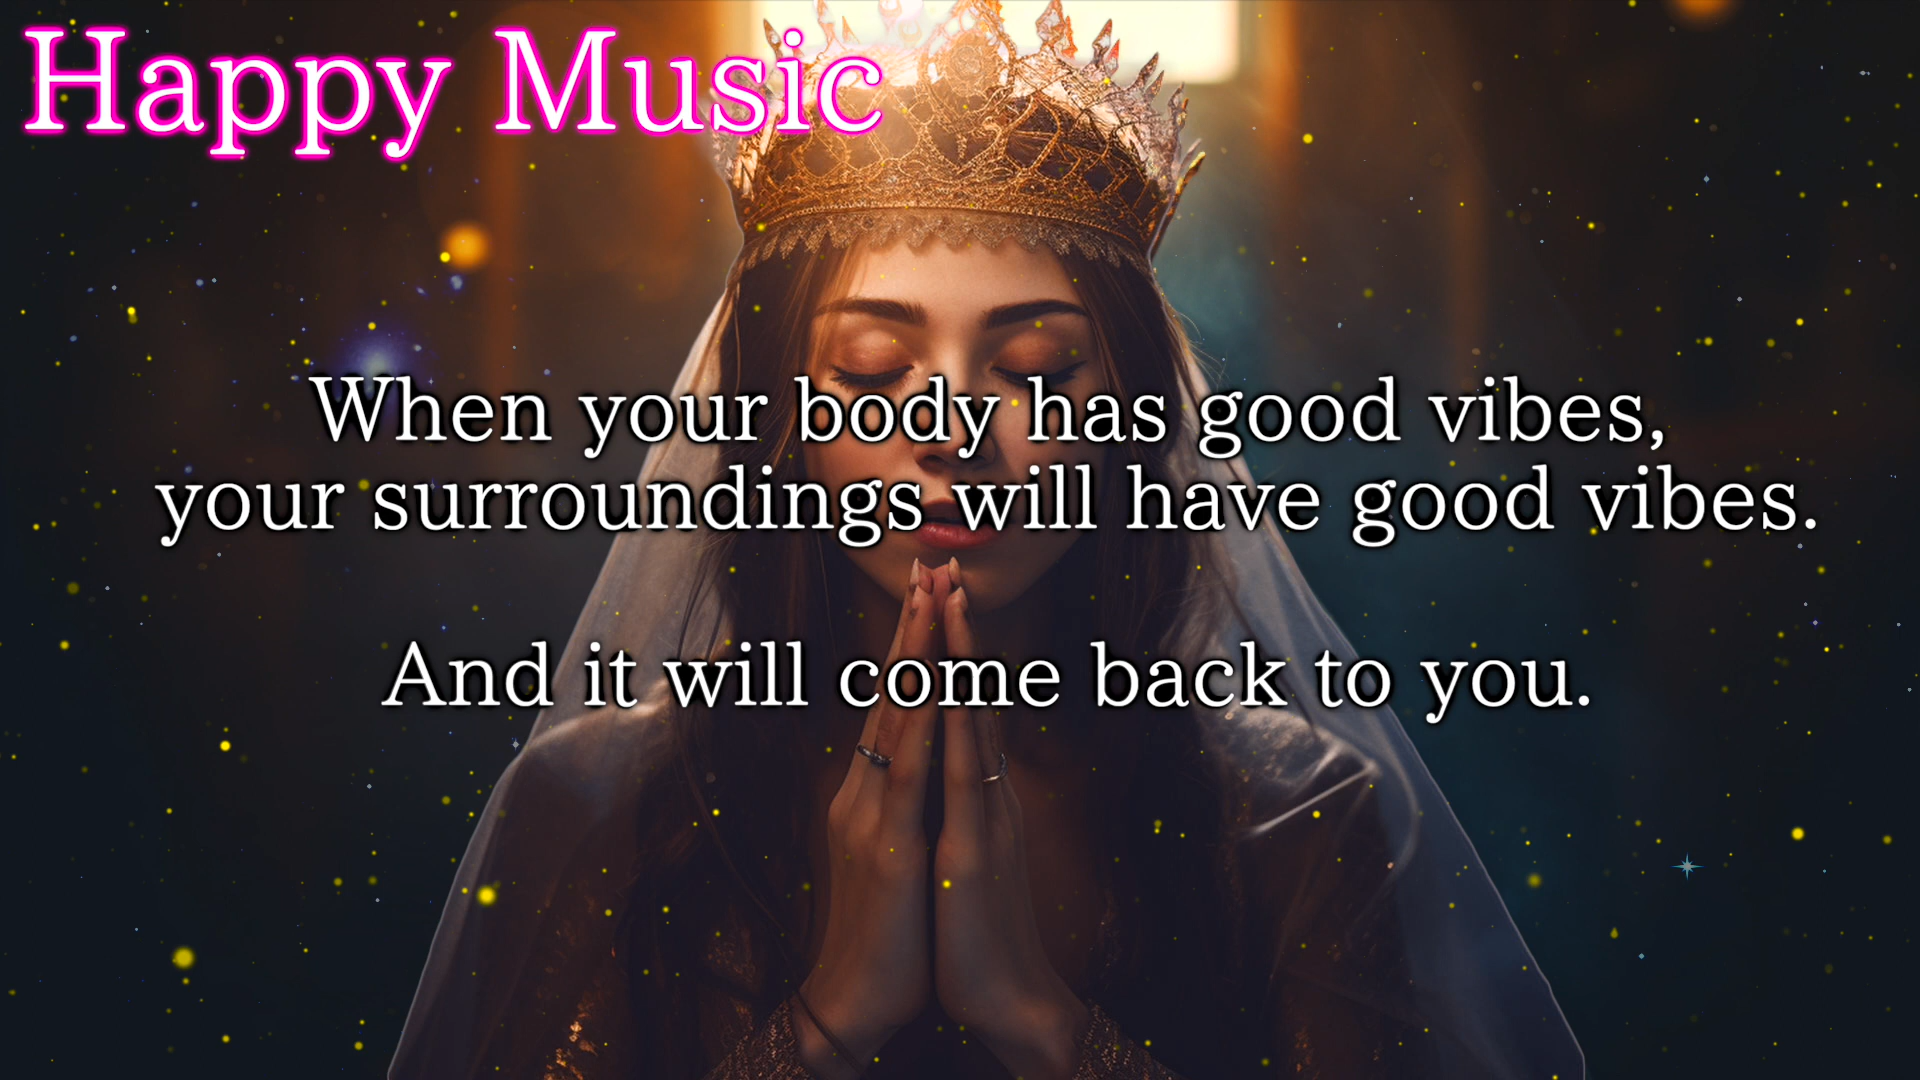 Happy Music
When your body has good vibes,
your surroundings will have good vibes.
And it will come back to you.